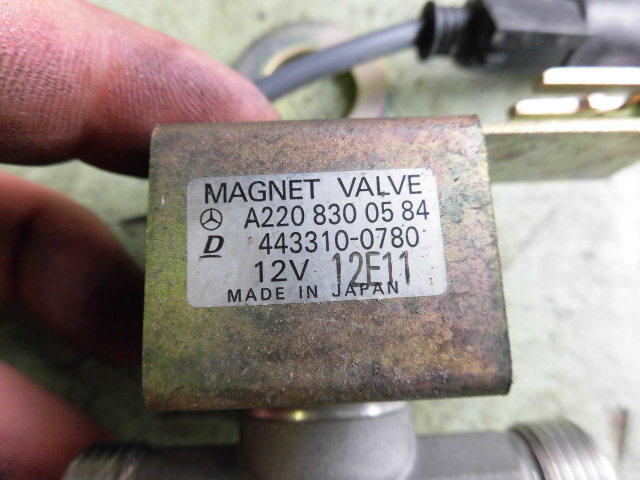 MAGNET VALVE
A220 830 05 84
D 443310-0780
12V 12E11
MADE IN JAPAN